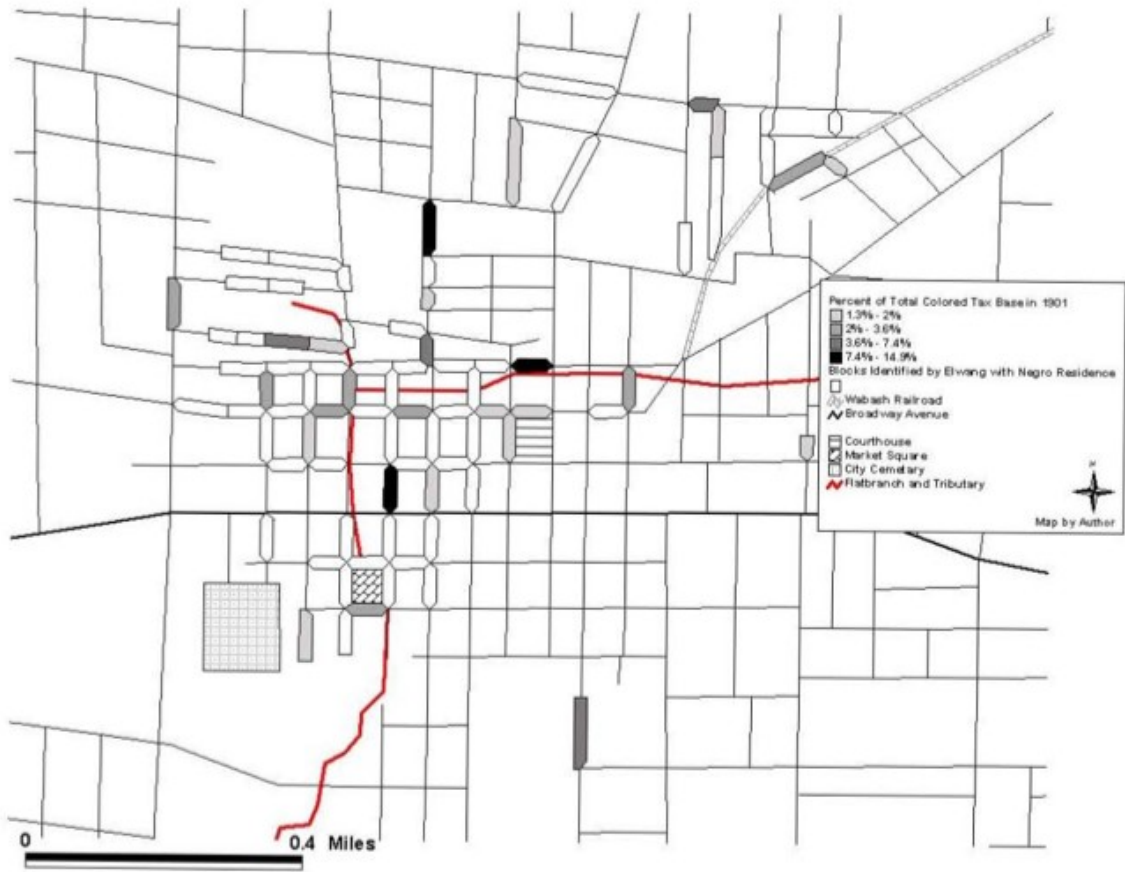 Percent of Total Colored Tax Base in 1901
1.3% - 2%
2% - 3.6%
3.6% - 7.4%
7.4% - 14.9%
Blocks Identified by Elwang with Negro Residence
Wabash Railroad
Broadway Avenue
Courthouse
Market Square
City Cemetary
Flatbranch and Tributary
N
Map by Author
0 0.4 Miles